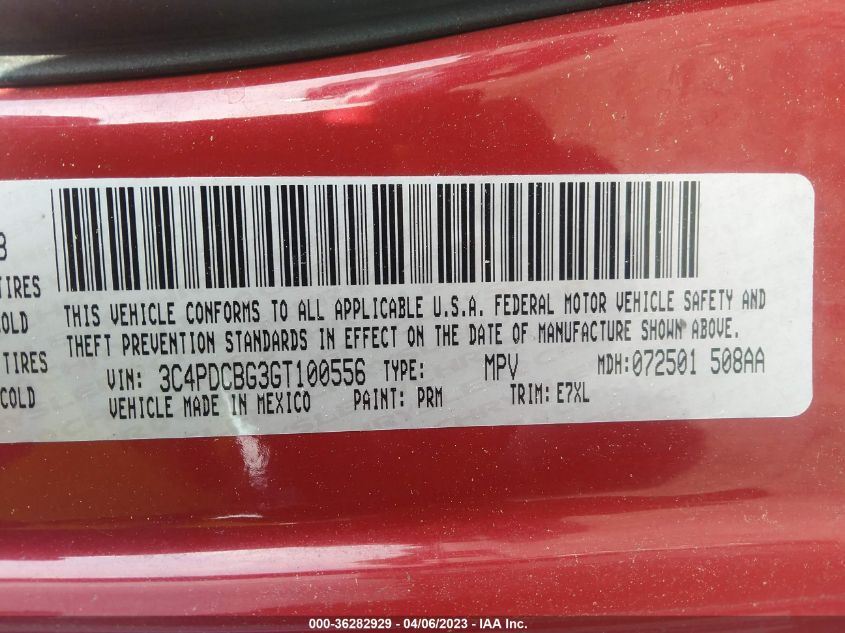 3
TIRES
COLD
TIRES
COLD
THIS VEHICLE CONFORMS TO ALL APPLICABLE U.S.A. FEDERAL MOTOR VEHICLE SAFETY AND
THEFT PREVENTION STANDARDS IN EFFECT ON THE DATE OF MANUFACTURE SHOWN ABOVE.
VIN: 3C4PDCBG3GT100556 TYPE: MPV MDH:072501 508AA
VEHICLE MADE IN MEXICO PAINT: PRM TRIM: E7XL
000-36282929 - 04/06/2023 - IAA Inc.